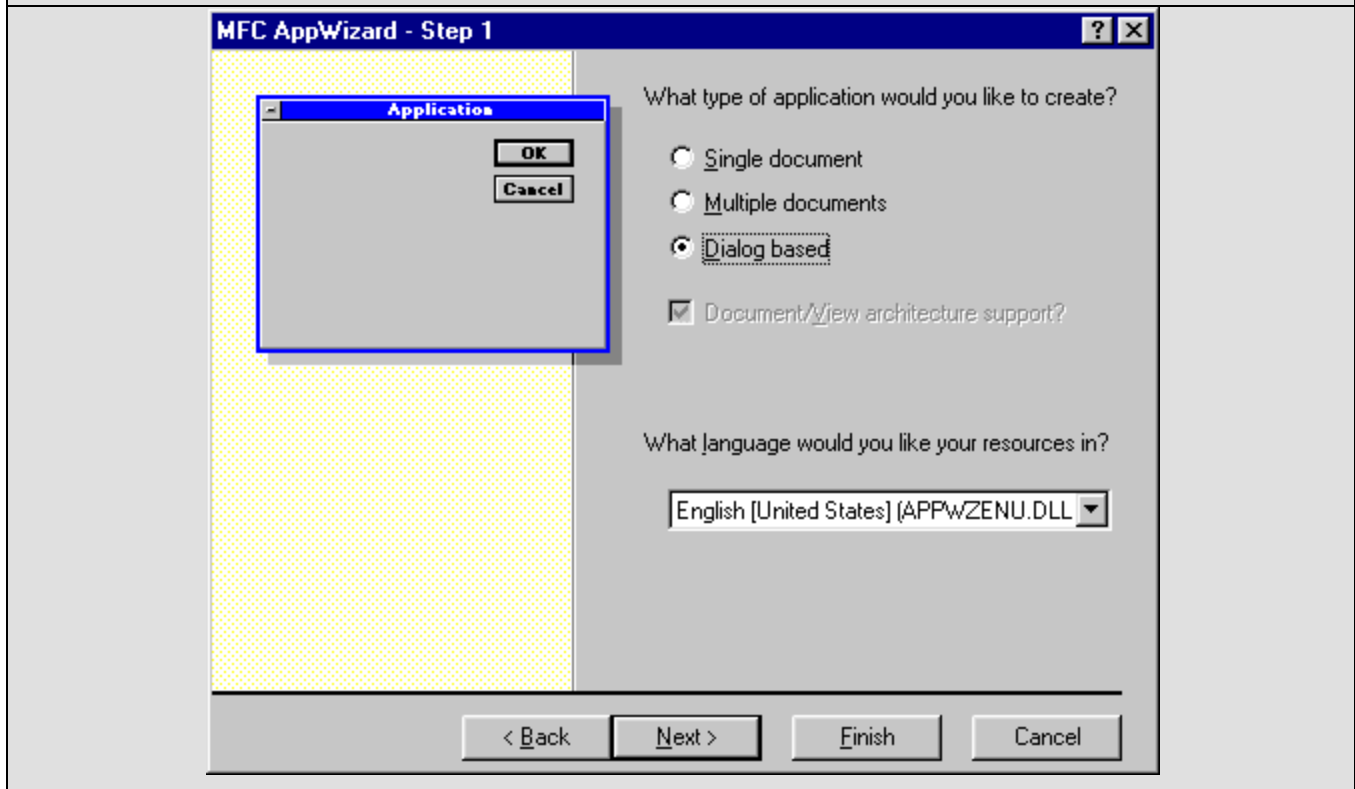 MFC AppWizard - Step 1
Application
OK
Cancel
What type of application would you like to create?
Single document
Multiple documents
Dialog based
Document/View architecture support?
What language would you like your resources in?
English [United States] (APPWZENU.DLL
< Back
Next >
Finish
Cancel